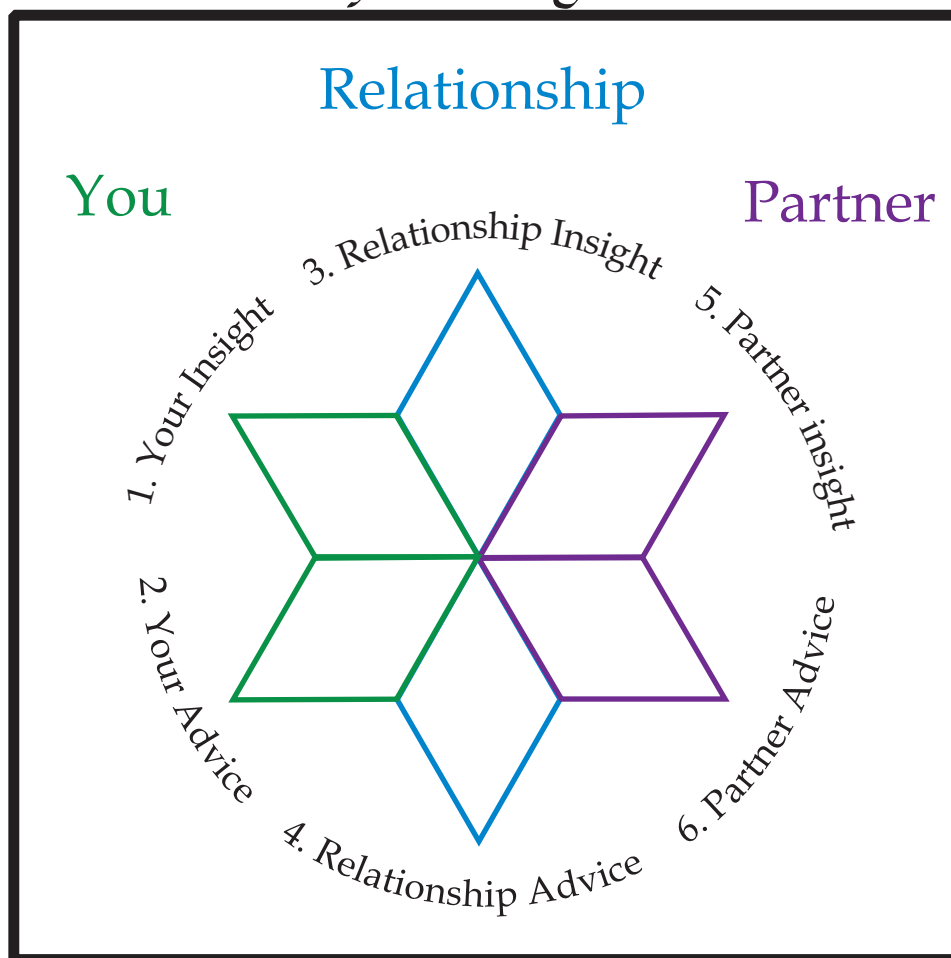 Relationship
You
Partner
3. Relationship Insight
1. Your Insight
5. Partner insight
2. Your Advice
6. Partner Advice
4. Relationship Advice